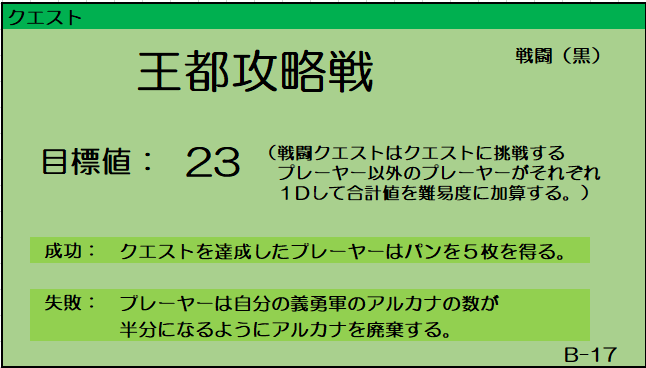 クエスト
王都攻略戦
戦闘（黒）
目標値： 23
（戦闘クエストはクエストに挑戦する
プレーヤー以外のプレーヤーがそれぞれ
１Dして合計値を難易度に加算する。）
成功： クエストを達成したプレーヤーはパンを５枚を得る。
失敗： プレーヤーは自分の義勇軍のアルカナの数が
半分になるようにアルカナを廃棄する。
B-17